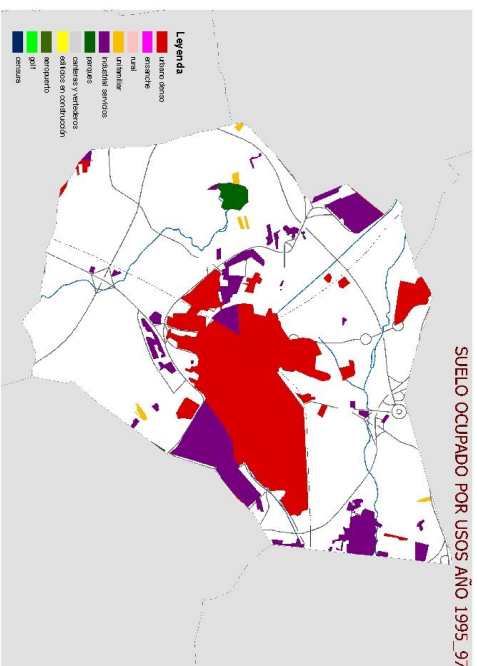 SUELO OCUPADO POR USOS AÑO 1995_97
Leyenda
urbano denso
ensanche
rural
unifamiliar
industrial servicios
parques
canteras y vertederos
edificios en construcción
aeropuerto
golf
censura